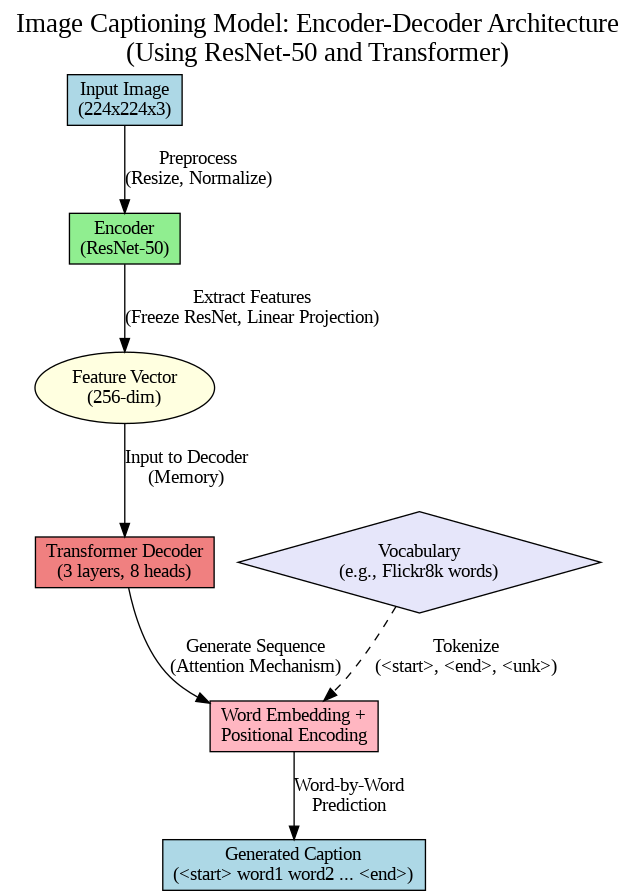 Image Captioning Model: Encoder-Decoder Architecture
(Using ResNet-50 and Transformer)
Input Image
(224x224x3)
Preprocess
(Resize, Normalize)
Encoder
(ResNet-50)
Extract Features
(Freeze ResNet, Linear Projection)
Feature Vector
(256-dim)
Input to Decoder
(Memory)
Transformer Decoder
(3 layers, 8 heads)
Vocabulary
(e.g., Flickr8k words)
Generate Sequence
(Attention Mechanism)
Tokenize
(<start>, <end>, <unk>)
Word Embedding +
Positional Encoding
Word-by-Word
Prediction
Generated Caption
(<start> word1 word2 ... <end>)